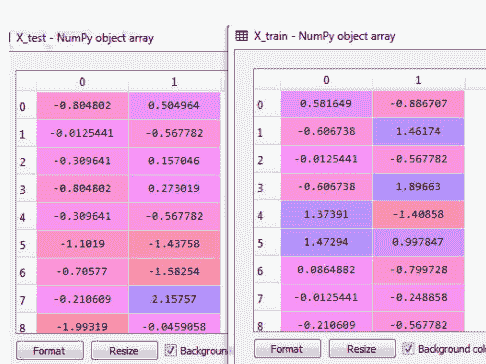 X_test - NumPy object array
0 1
0 -0.804802 0.504964
1 -0.0125441 -0.567782
2 -0.309641 0.157046
3 -0.804802 0.273019
4 -0.309641 -0.567782
5 -1.1019 -1.43758
6 -0.70577 -1.58254
7 -0.210609 2.15757
8 -1.99319 -0.0459058
Format Resize Backgroun
X_train - NumPy object array
0 1
0 0.581649 -0.886707
1 -0.606738 1.46174
2 -0.0125441 -0.567782
3 -0.606738 1.89663
4 1.37391 -1.40858
5 1.47294 0.997847
6 0.0864882 -0.799728
7 -0.0125441 -0.248858
8 -0.210609 -0.567782
Format Resize Background colo